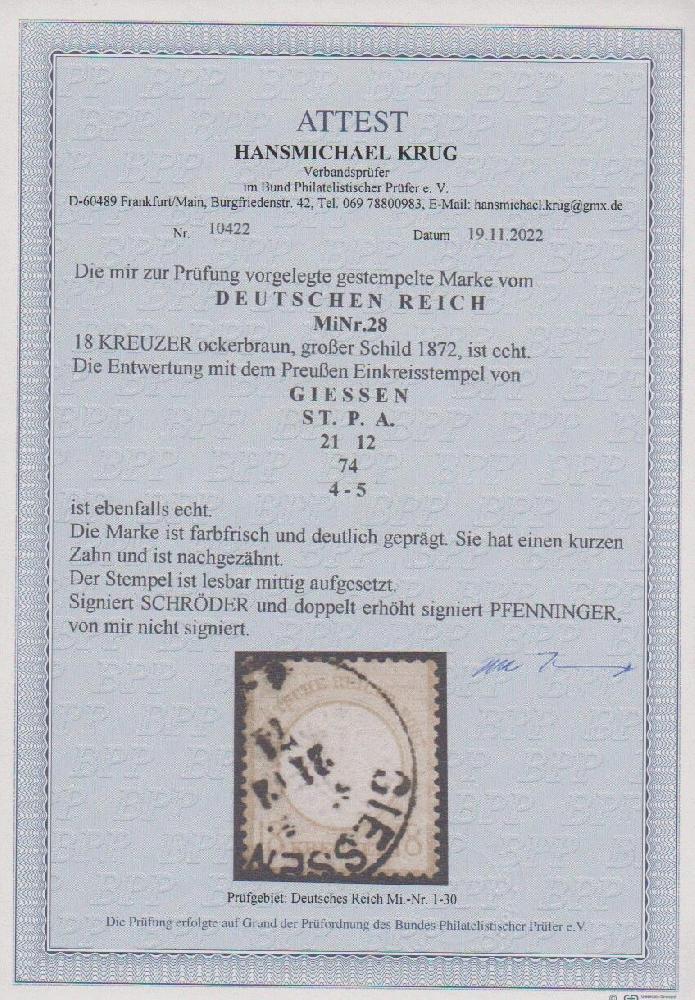 ATTEST
HANSMICHAEL KRUG
Verbandsprüfer
im Bund Philatelistischer Prüfer e. V.
D-60489 Frankfurt/Main, Burgfriedenstr. 42, Tel. 069 78800983, E-Mail: hansmichael.krug@gmx.de
Nr. 10422 Datum 19.11.2022
Die mir zur Prüfung vorgelegte gestempelte Marke vom
DEUTSCHEN REICH
MiNr.28
18 KREUZER ockerbraun, großer Schild 1872, ist echt.
Die Entwertung mit dem Preußen Einkreisstempel von
GIESSEN
ST. P. A.
21 12
74
4 - 5
ist ebenfalls echt.
Die Marke ist farbfrisch und deutlich geprägt. Sie hat einen kurzen
Zahn und ist nachgezähnt.
Der Stempel ist lesbar mittig aufgesetzt.
Signiert SCHRÖDER und doppelt erhöht signiert PFENNINGER,
von mir nicht signiert.
GIESSEN
Prüfgebiet: Deutsches Reich Mi.-Nr. 1-30
Die Prüfung erfolgte auf Grund der Prüfordnung des Bundes Philatelistischer Prüfer e.V.